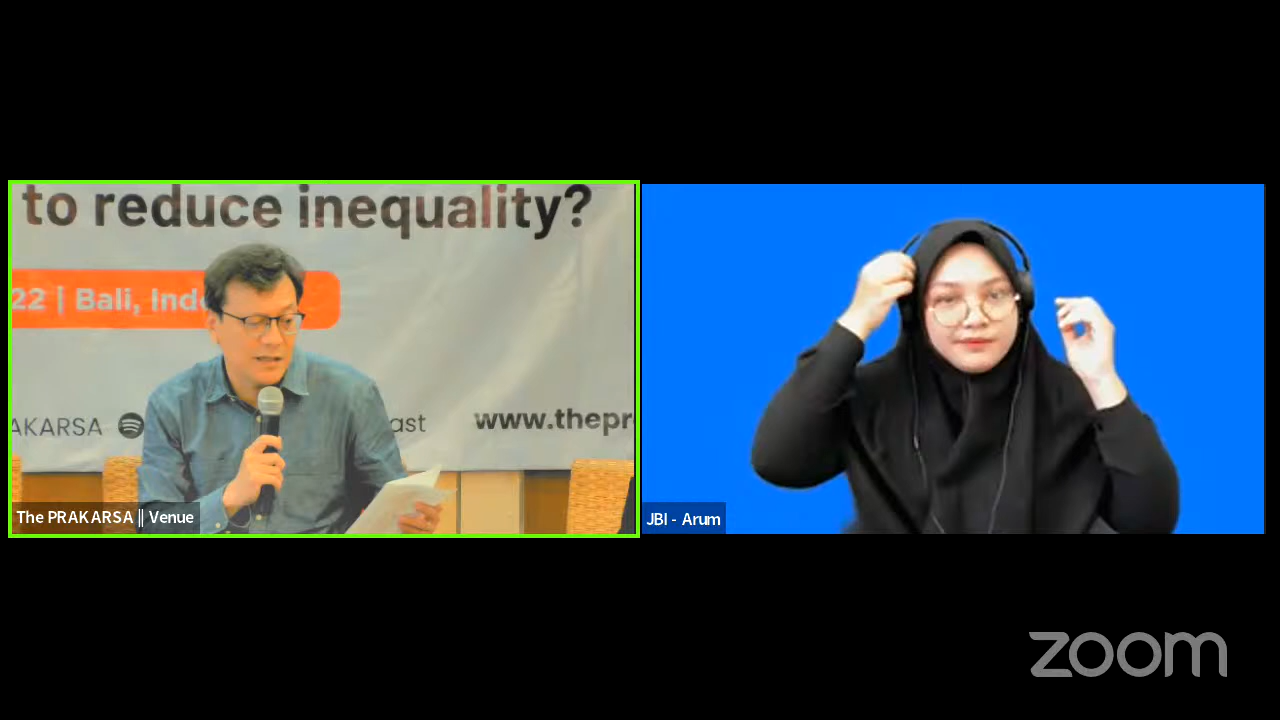 to reduce inequality?
22 | Bali, Indo
AKARSA
ast
www.thepr
The PRAKARSA || Venue
JBI - Arum
zoom